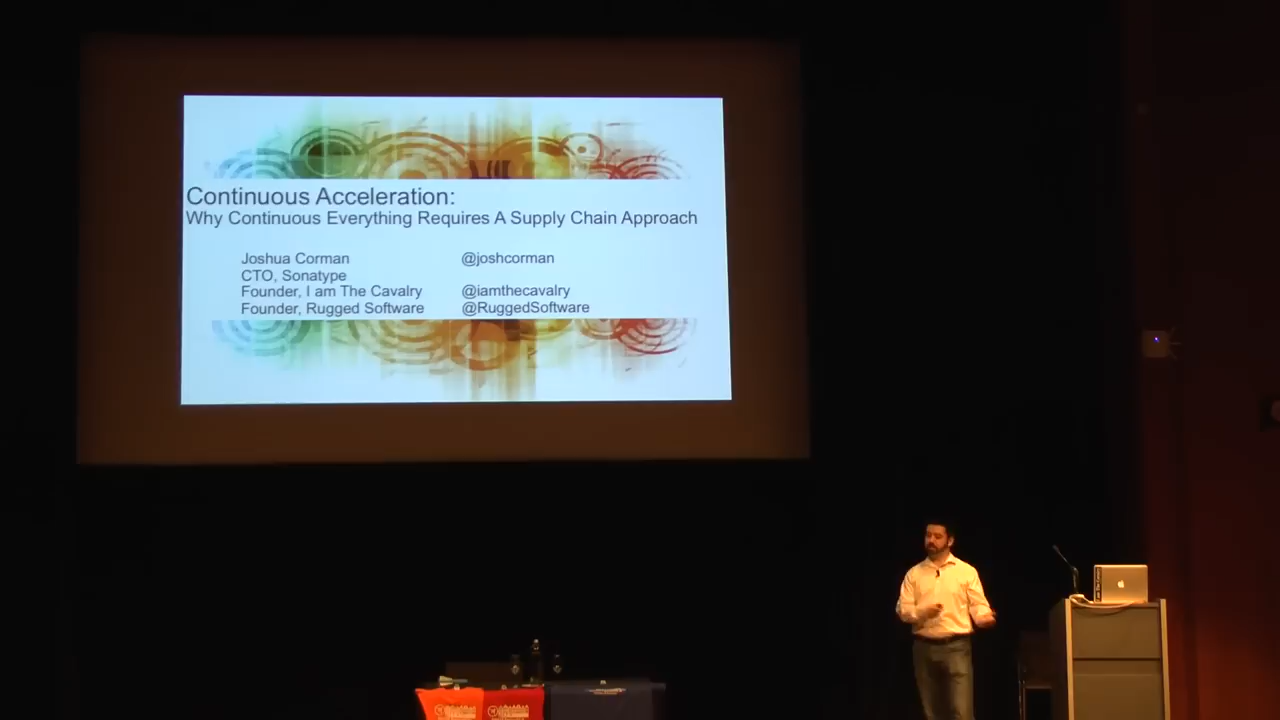 Continuous Acceleration:
Why Continuous Everything Requires A Supply Chain Approach
Joshua Corman @joshcorman
CTO, Sonatype
Founder, I am The Cavalry @iamthecavalry
Founder, Rugged Software @RuggedSoftware